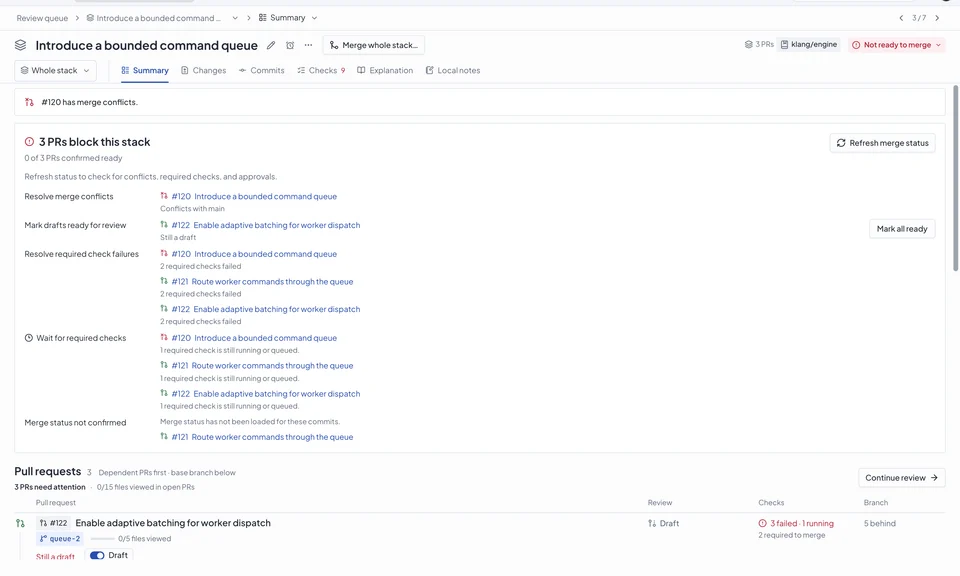 Review queue > Introduce a bounded command ... > Summary
3 / 7
Introduce a bounded command queue
Merge whole stack...
3 PRs
klang/engine
Not ready to merge
Whole stack
Summary
Changes
Commits
Checks 9
Explanation
Local notes
#120 has merge conflicts.
3 PRs block this stack
Refresh merge status
0 of 3 PRs confirmed ready
Refresh status to check for conflicts, required checks, and approvals.
Resolve merge conflicts
#120 Introduce a bounded command queue
Conflicts with main
Mark drafts ready for review
#122 Enable adaptive batching for worker dispatch
Mark all ready
Still a draft
Resolve required check failures
#120 Introduce a bounded command queue
2 required checks failed
#121 Route worker commands through the queue
2 required checks failed
#122 Enable adaptive batching for worker dispatch
2 required checks failed
Wait for required checks
#120 Introduce a bounded command queue
1 required check is still running or queued.
#121 Route worker commands through the queue
1 required check is still running or queued.
#122 Enable adaptive batching for worker dispatch
1 required check is still running or queued.
Merge status not confirmed
Merge status has not been loaded for these commits.
#121 Route worker commands through the queue
Pull requests 3 Dependent PRs first · base branch below
Continue review →
3 PRs need attention · 0/15 files viewed in open PRs
Pull request
Review
Checks
Branch
#122 Enable adaptive batching for worker dispatch
Draft
3 failed · 1 running
5 behind
2 required to merge
queue-2
0/5 files viewed
Still a draft
Draft